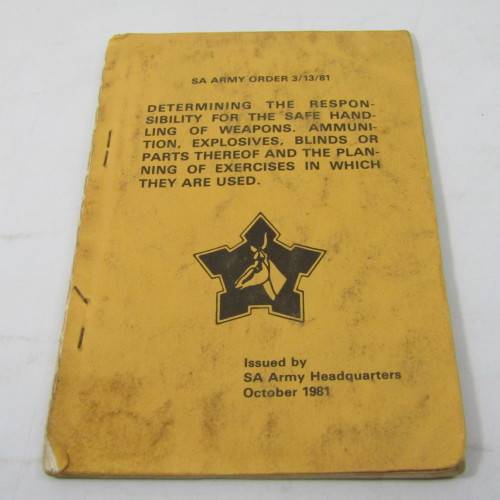 SA ARMY ORDER 3/13/81
DETERMINING THE RESPON-
SIBILITY FOR THE SAFE HAND-
LING OF WEAPONS. AMMUNI-
TION, EXPLOSIVES, BLINDS OR
PARTS THEREOF AND THE PLAN-
NING OF EXERCISES IN WHICH
THEY ARE USED.
Issued by
SA Army Headquarters
October 1981